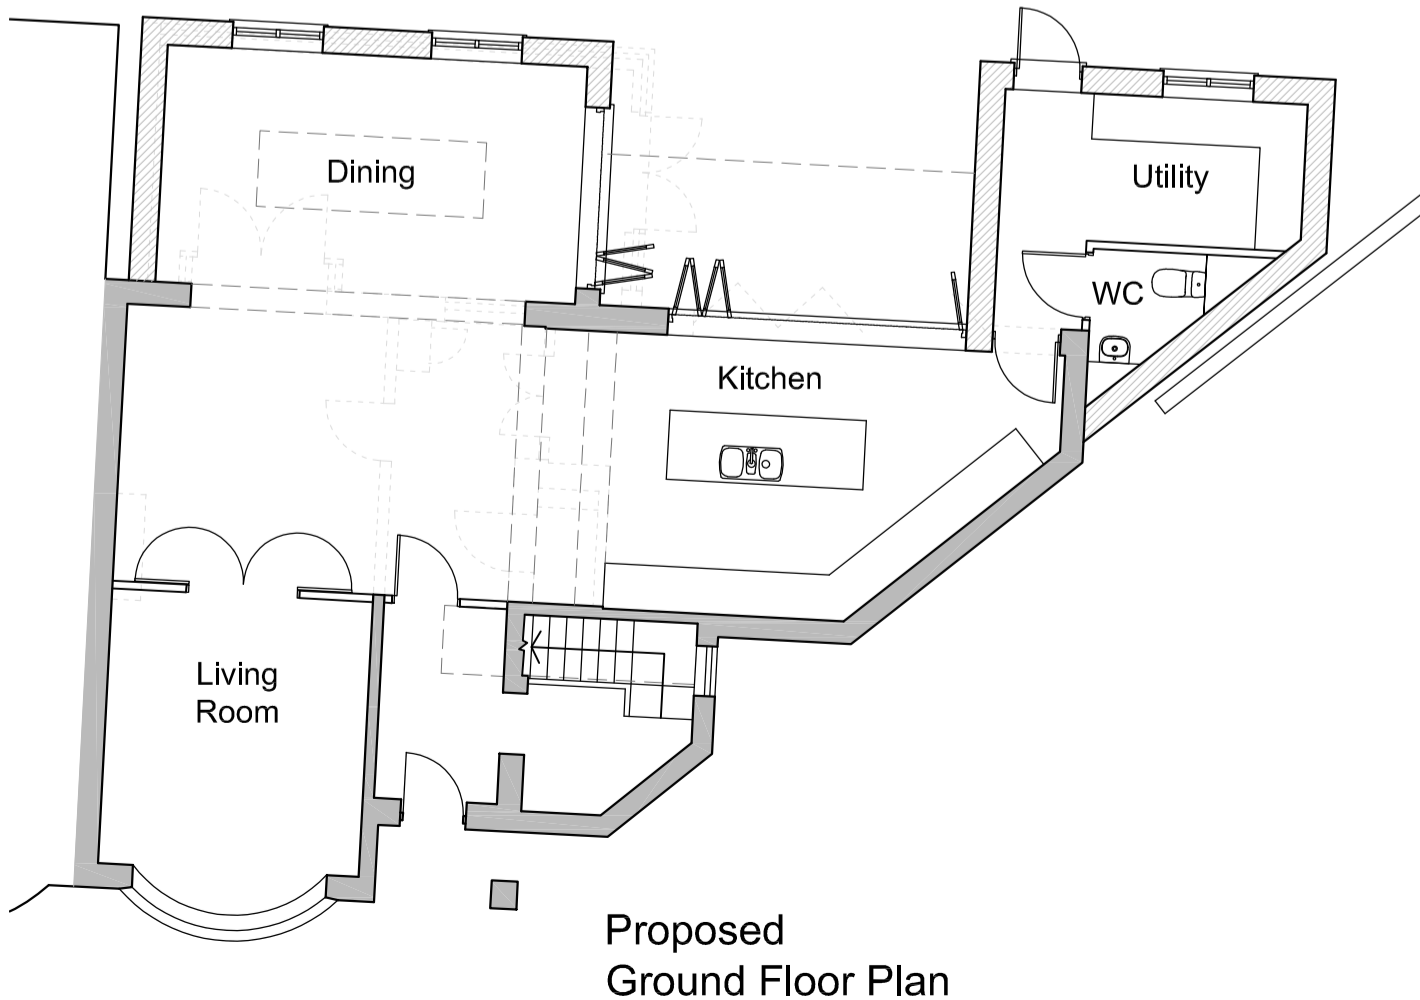 Dining
Utility
WC
Kitchen
Living
Room
Proposed
Ground Floor Plan